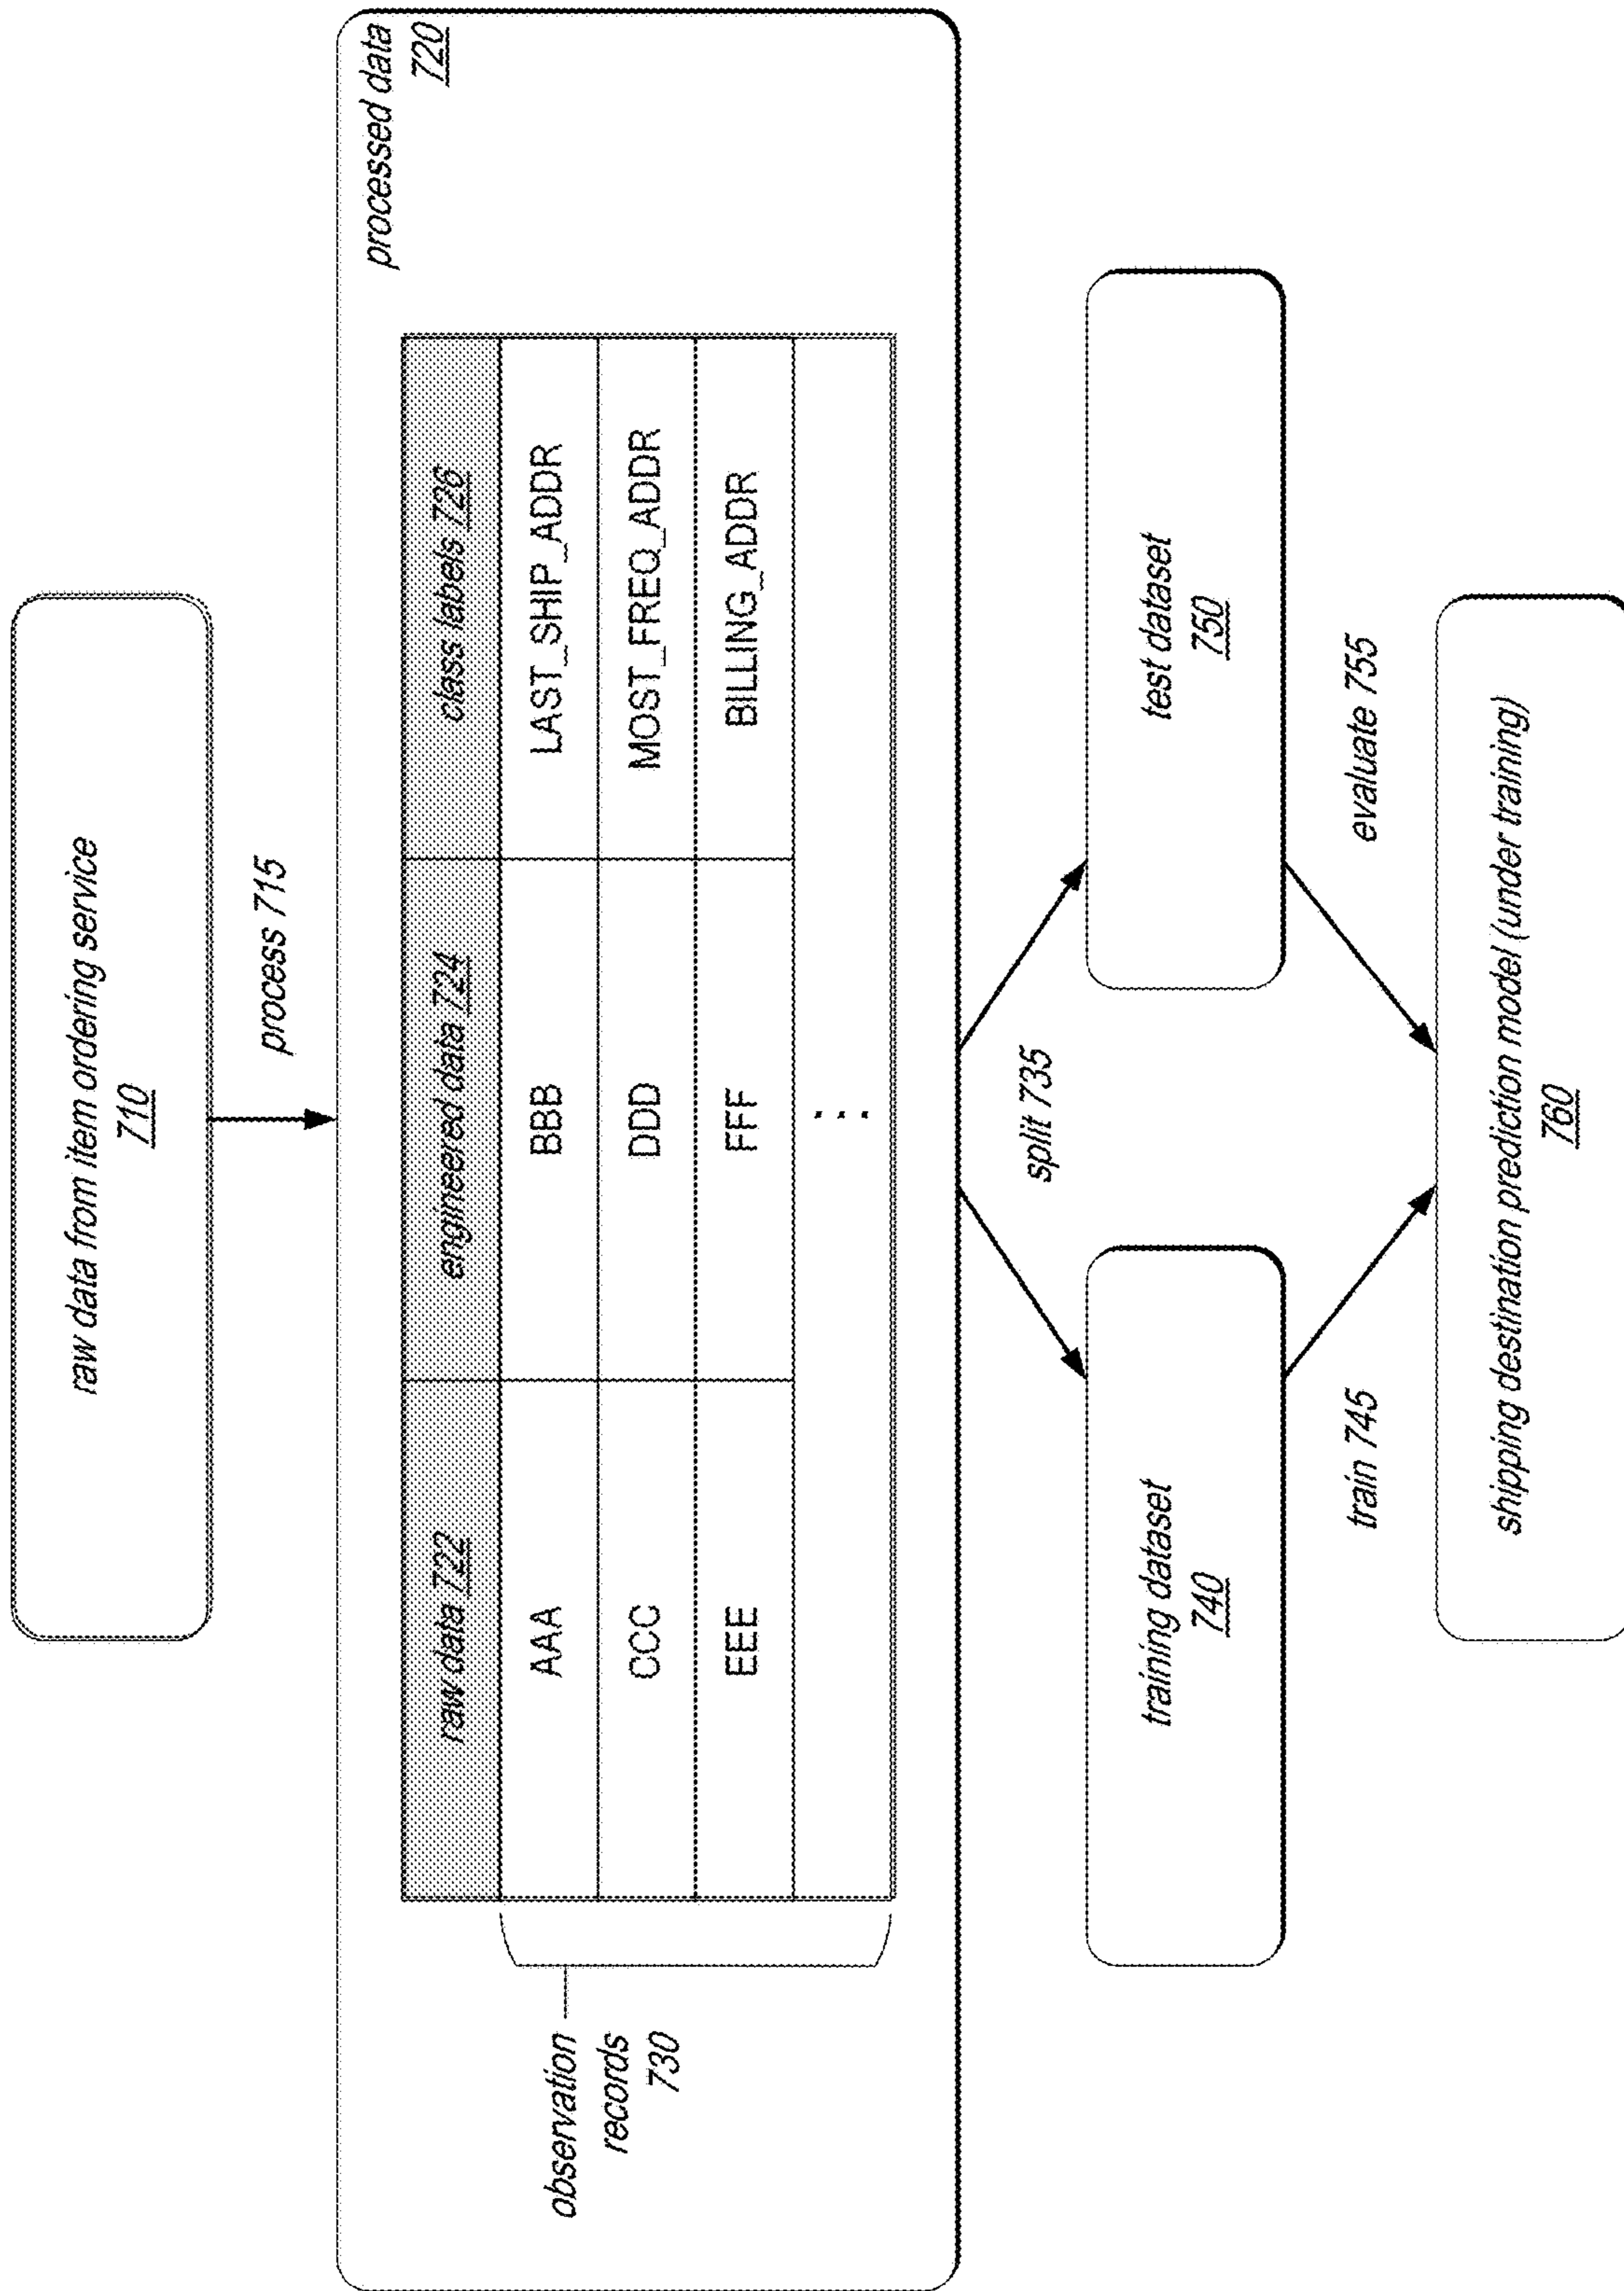 raw data from item ordering service
710
process 715
processed data
720
raw data 722 engineered data 724 class labels 726
AAA BBB LAST_SHIP_ADDR
CCC DDD MOST_FREQ_ADDR
EEE FFF BILLING_ADDR
...
observation
records
730
split 735
training dataset
740
test dataset
750
train 745
evaluate 755
shipping destination prediction model (under training)
760